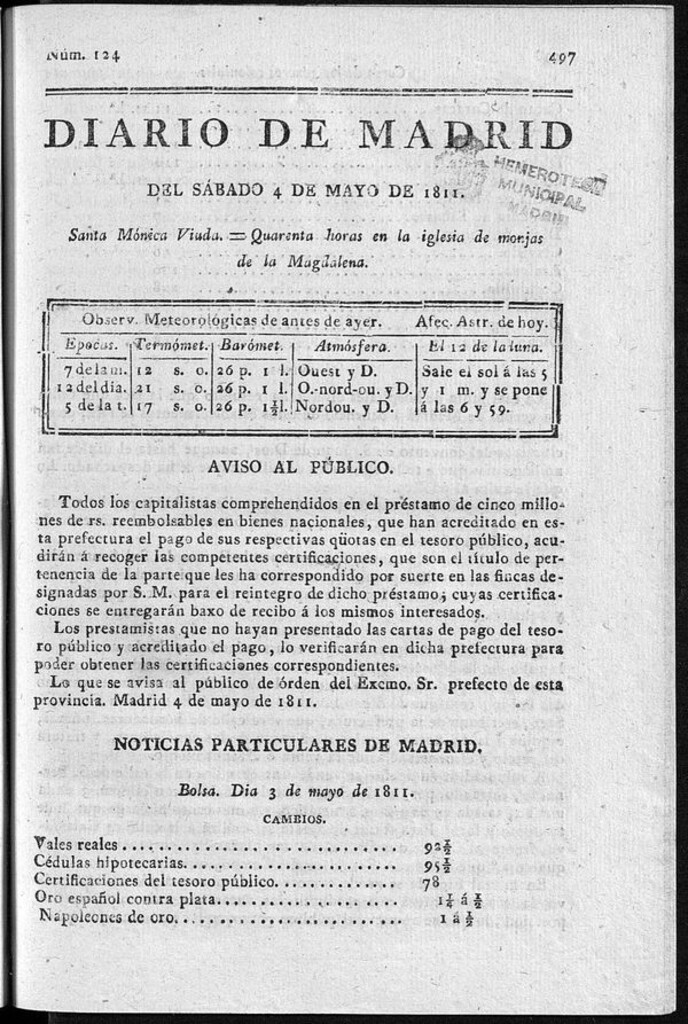 Núm. 124 497
DIARIO DE MADRID
HEMEROTECA
MUNICIPAL
MADRID
DEL SÁBADO 4 DE MAYO DE 1811.
Santa Mónica Viuda. = Quarenta horas en la iglesia de monjas
de la Magdalena.
Observ. Meteorológicas de antes de ayer. Afec. Astr. de hoy.
Epocas. Termómet. Barómet. Atmósfera. El 12 de la luna.
7 de la m. 12 s. o. 26 p. 1 l. Ouest y D. Sale el sol á las 5
12 del dia. 21 s. o. 26 p. 1 l. O.-nord-ou. y D. y 1 m. y se pone
5 de la t. 17 s. o. 26 p. 1½l. Nordou. y D. á las 6 y 59.
AVISO AL PÚBLICO.
Todos los capitalistas comprehendidos en el préstamo de cinco millo-
nes de rs. reembolsables en bienes nacionales, que han acreditado en es-
ta prefectura el pago de sus respectivas qüotas en el tesoro público, acu-
dirán á recoger las competentes certificaciones, que son el título de per-
tenencia de la parte que les ha correspondido por suerte en las fincas de-
signadas por S. M. para el reintegro de dicho préstamo; cuyas certifica-
ciones se entregarán baxo de recibo á los mismos interesados.
Los prestamistas que no hayan presentado las cartas de pago del teso-
ro público y acreditado el pago, lo verificarán en dicha prefectura para
poder obtener las certificaciones correspondientes.
Lo que se avisa al público de órden del Excmo. Sr. prefecto de esta
provincia. Madrid 4 de mayo de 1811.
NOTICIAS PARTICULARES DE MADRID.
Bolsa. Dia 3 de mayo de 1811.
CAMBIOS.
Vales reales.............................. 92½
Cédulas hipotecarias....................... 95½
Certificaciones del tesoro público............. 78
Oro español contra plata.................... 1¼ á ½
Napoleones de oro........................ 1 á ½